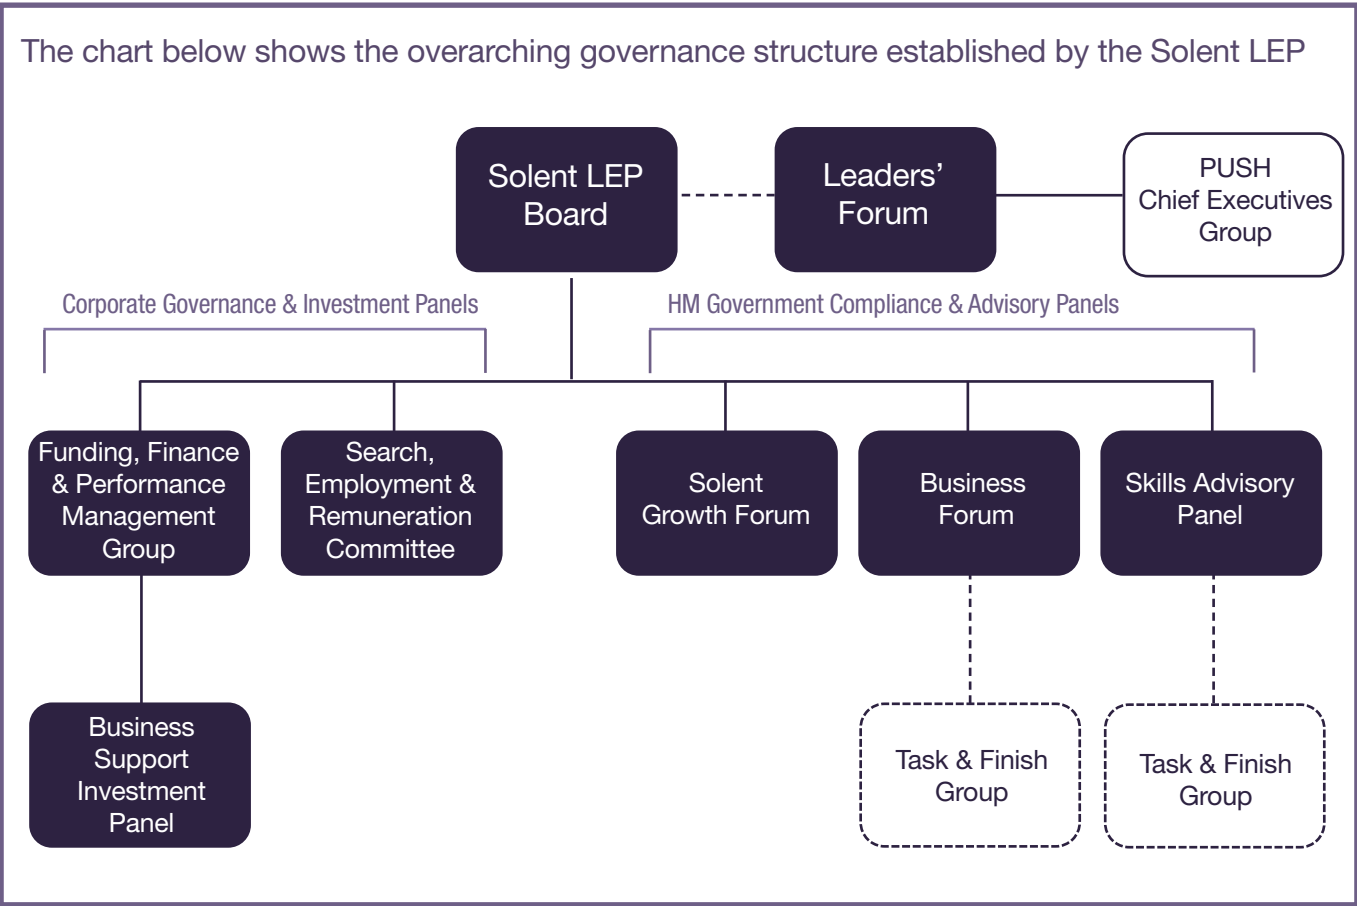 The chart below shows the overarching governance structure established by the Solent LEP
Solent LEP
Board
Leaders’
Forum
PUSH
Chief Executives
Group
Corporate Governance & Investment Panels
HM Government Compliance & Advisory Panels
Funding, Finance
& Performance
Management
Group
Search,
Employment &
Remuneration
Committee
Solent
Growth Forum
Business
Forum
Skills Advisory
Panel
Business
Support
Investment
Panel
Task & Finish
Group
Task & Finish
Group